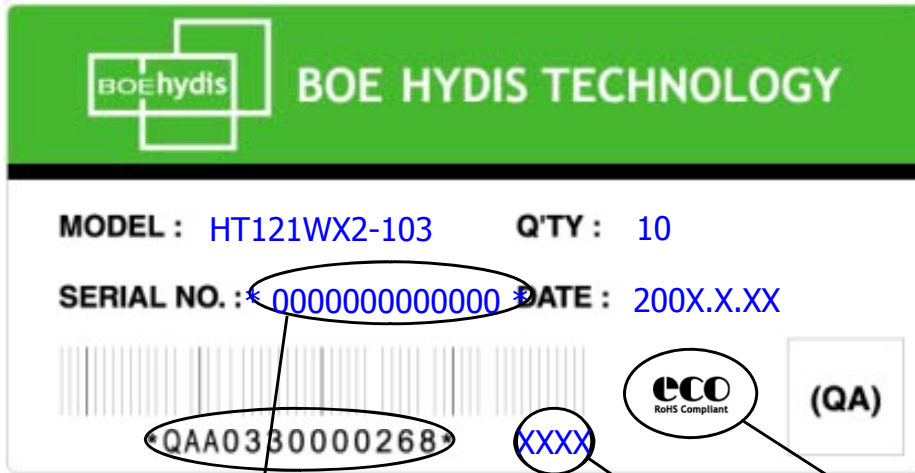 BOEhydis
BOE HYDIS TECHNOLOGY
MODEL : HT121WX2-103 Q'TY : 10
SERIAL NO. : * 0000000000000 * DATE : 200X.X.XX
eco
RoHS Compliant
(QA)
*QAA0330000268* XXXX